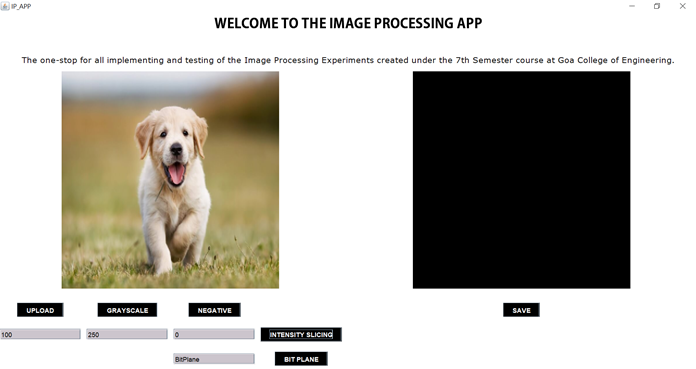 IP_APP
WELCOME TO THE IMAGE PROCESSING APP
The one-stop for all implementing and testing of the Image Processing Experiments created under the 7th Semester course at Goa College of Engineering.
UPLOAD GRAYSCALE NEGATIVE SAVE
100 250 0 INTENSITY SLICING
BitPlane BIT PLANE